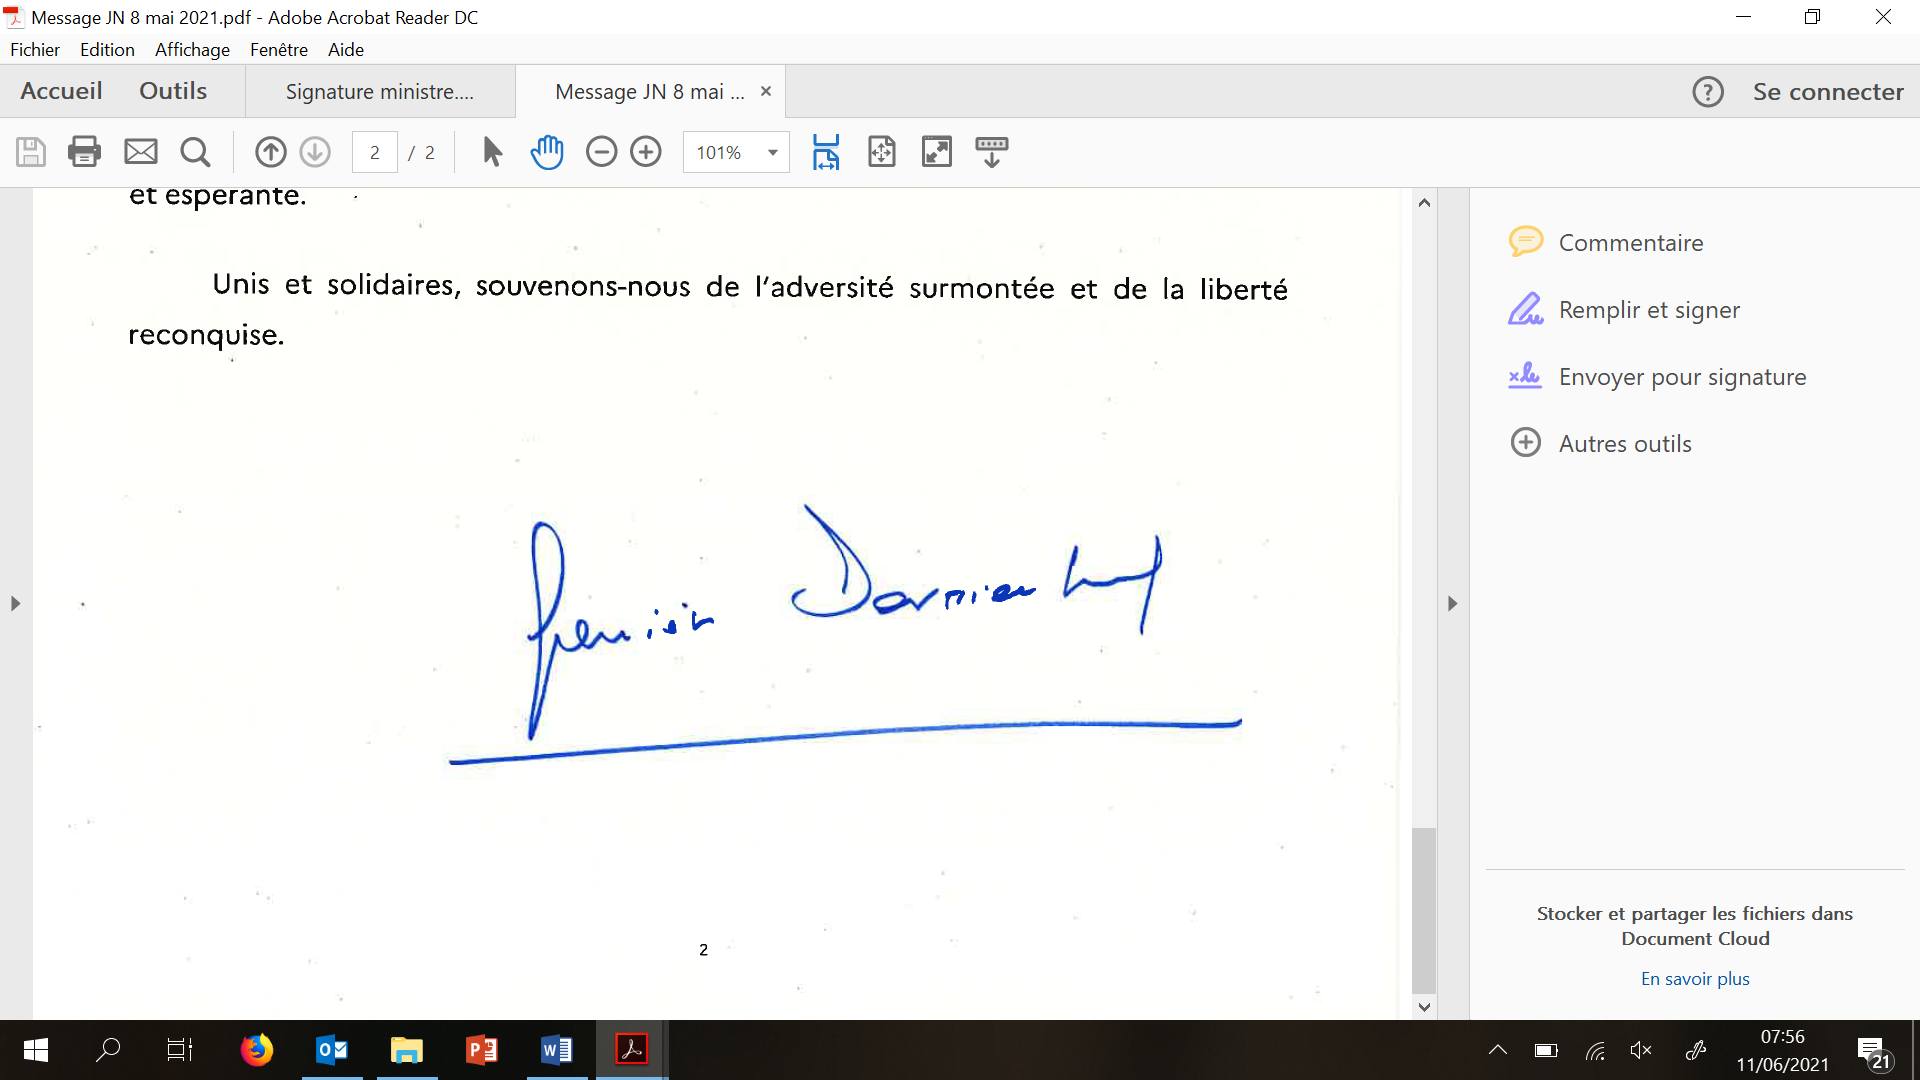 Message JN 8 mai 2021.pdf - Adobe Acrobat Reader DC
Fichier Edition Affichage Fenêtre Aide
Accueil Outils Signature ministre.... Message JN 8 mai ... × ? Se connecter
2 / 2 101%
et esperante.
Unis et solidaires, souvenons-nous de l'adversité surmontée et de la liberté
reconquise.
2
Commentaire
Remplir et signer
Envoyer pour signature
Autres outils
Stocker et partager les fichiers dans
Document Cloud
En savoir plus
07:56
11/06/2021
21